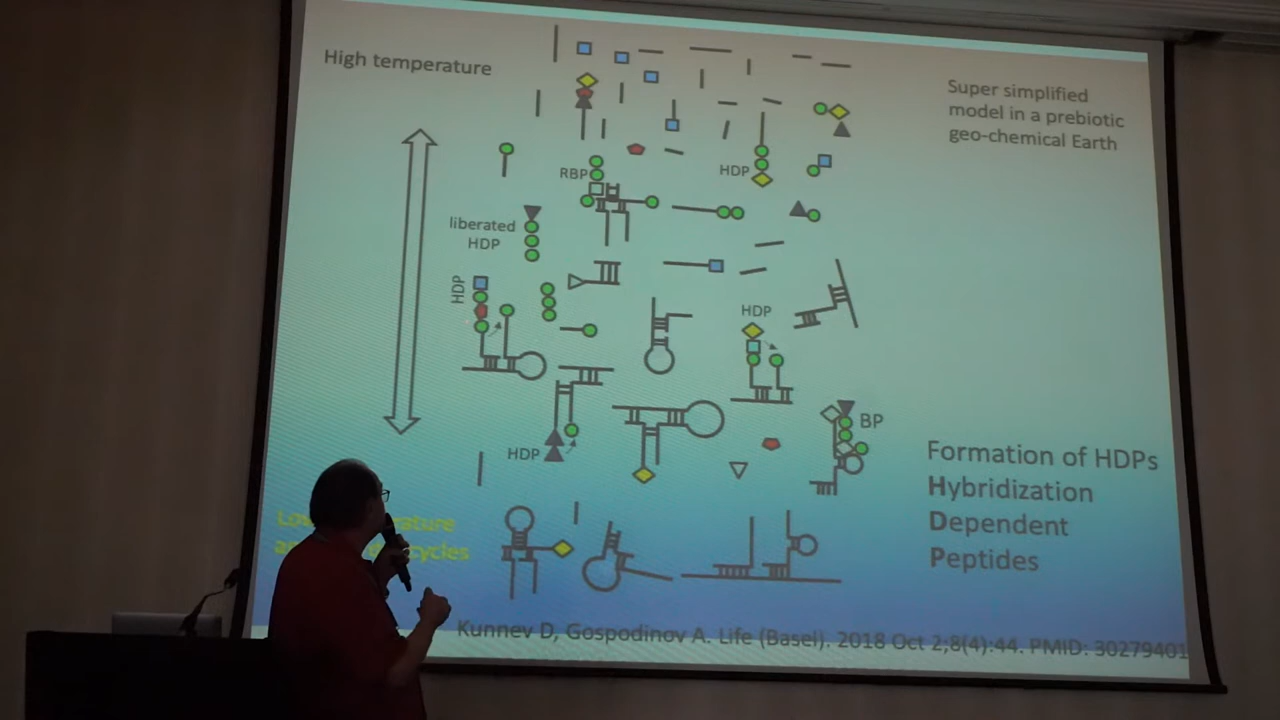 High temperature
Super simplified
model in a prebiotic
geo-chemical Earth
RBP
HDP
liberated
HDP
HDP
HDP
BP
HDP
Formation of HDPs
Hybridization
Dependent
Peptides
cycles
Kunnev D, Gospodinov A. Life (Basel). 2018 Oct 2;8(4):44. PMID: 30279401